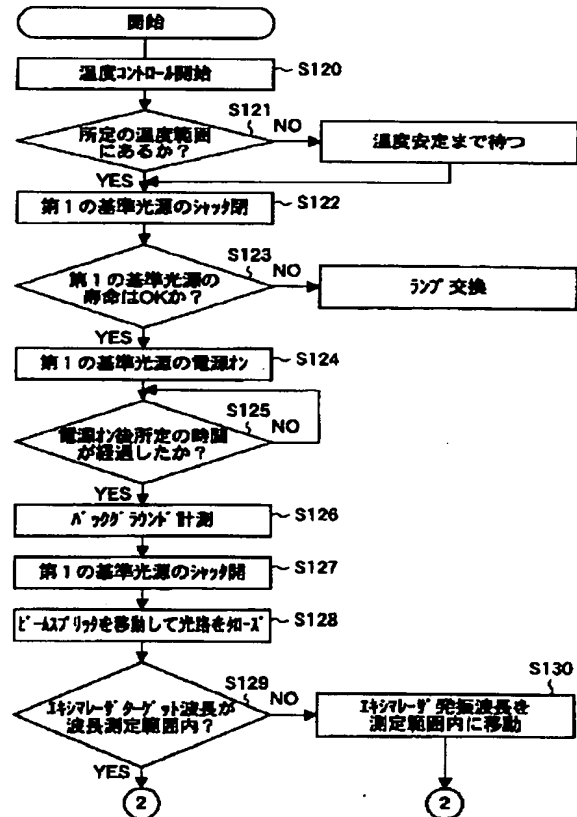 開始
温度コントロール開始
S120
所定の温度範囲
にあるか？
S121
NO
温度安定まで待つ
YES
第1の基準光源のシャッタ閉
S122
第1の基準光源の
寿命はOKか？
S123
NO
ランプ交換
YES
第1の基準光源の電源オン
S124
電源オン後所定の時間
が経過したか？
S125
NO
YES
バックグラウンド計測
S126
第1の基準光源のシャッタ開
S127
ビームスプリッタを移動して光路をクローズ
S128
エキシマレーザターゲット波長が
波長測定範囲内？
S129
NO
エキシマレーザ発振波長を
測定範囲内に移動
S130
YES
2
2